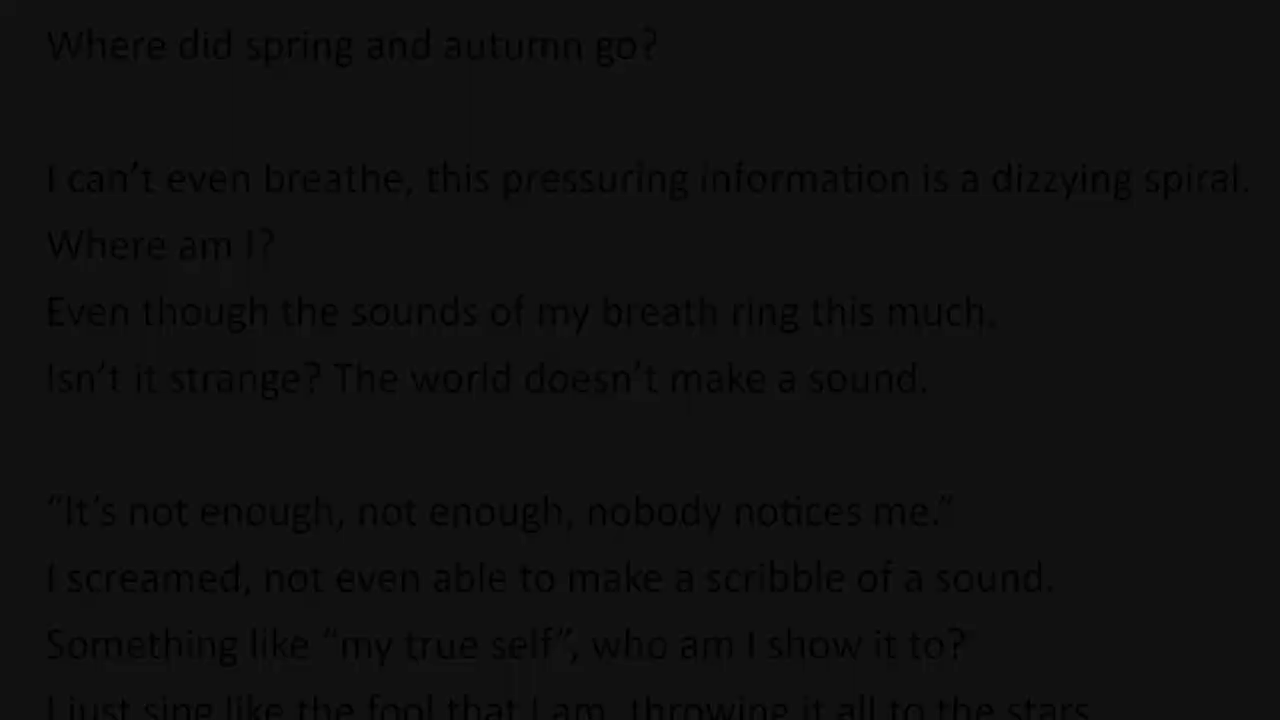 Where did spring and autumn go?
I can’t even breathe, this pressuring information is a dizzying spiral.
Where am I?
Even though the sounds of my breath ring this much,
Isn’t it strange? The world doesn’t make a sound.
“It’s not enough, not enough, nobody notices me.”
I screamed, not even able to make a scribble of a sound.
Something like “my true self”, who am I show it to?
I just sing like the fool that I am, throwing it all to the stars